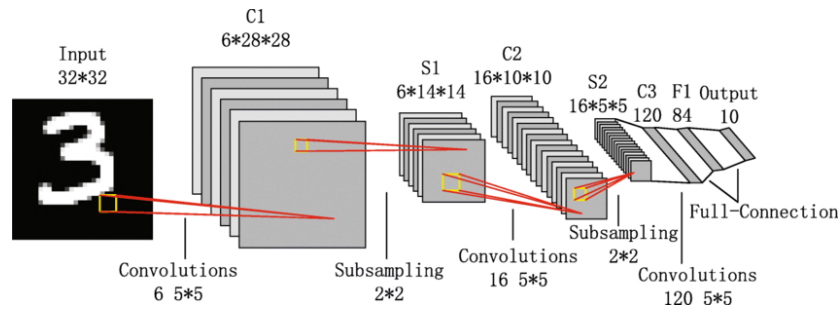 Input
32*32
C1
6*28*28
S1
6*14*14
C2
16*10*10
S2
16*5*5
C3
120
F1
84
Output
10
Convolutions
6 5*5
Subsampling
2*2
Convolutions
16 5*5
Subsampling
2*2
Convolutions
120 5*5
Full-Connection
3